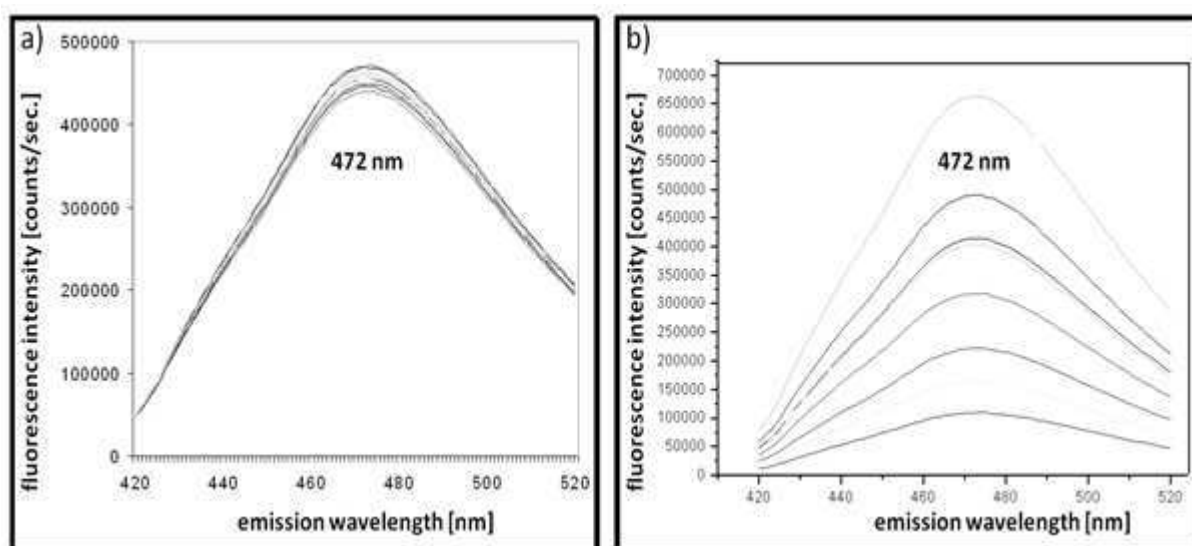 a)
fluorescence intensity [counts/sec.]
500000
400000
300000
200000
100000
0
472 nm
420 440 460 480 500 520
emission wavelength [nm]
b)
fluorescence intensity [counts/sec.]
700000
650000
600000
550000
500000
450000
400000
350000
300000
250000
200000
150000
100000
50000
0
472 nm
420 440 460 480 500 520
emission wavelength [nm]